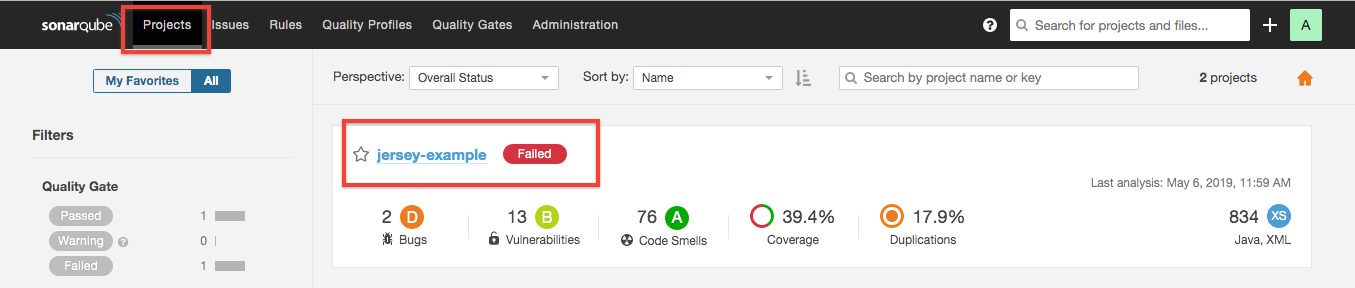 sonarqube Projects Issues Rules Quality Profiles Quality Gates Administration ? Search for projects and files... + A
My Favorites All Perspective: Overall Status Sort by: Name Search by project name or key 2 projects
Filters
jersey-example Failed
Last analysis: May 6, 2019, 11:59 AM
Quality Gate
Passed 1
Warning ? 0
Failed 1
2 D 13 B 76 A 39.4% 17.9% 834 XS
Bugs Vulnerabilities Code Smells Coverage Duplications Java, XML